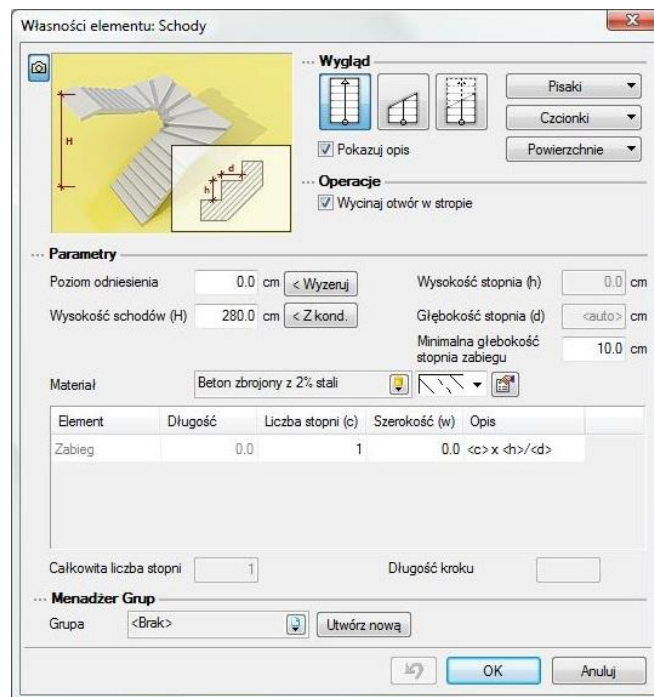 Własności elementu: Schody
H
d
h
Wygląd
Pisaki
Czcionki
Pokazuj opis
Powierzchnie
Operacje
Wycinaj otwór w stropie
Parametry
Poziom odniesienia 0.0 cm < Wyzeruj
Wysokość stopnia (h) 0.0 cm
Wysokość schodów (H) 280.0 cm < Z kond.
Głębokość stopnia (d) <auto> cm
Minimalna głebokość
stopnia zabiegu 10.0 cm
Materiał Beton zbrojony z 2% stali
Element Długość Liczba stopni (c) Szerokość (w) Opis
Zabieg 0.0 1 0.0 <c> x <h>/<d>
Całkowita liczba stopni 1 Długość kroku
Menadżer Grup
Grupa <Brak> Utwórz nową
OK Anuluj